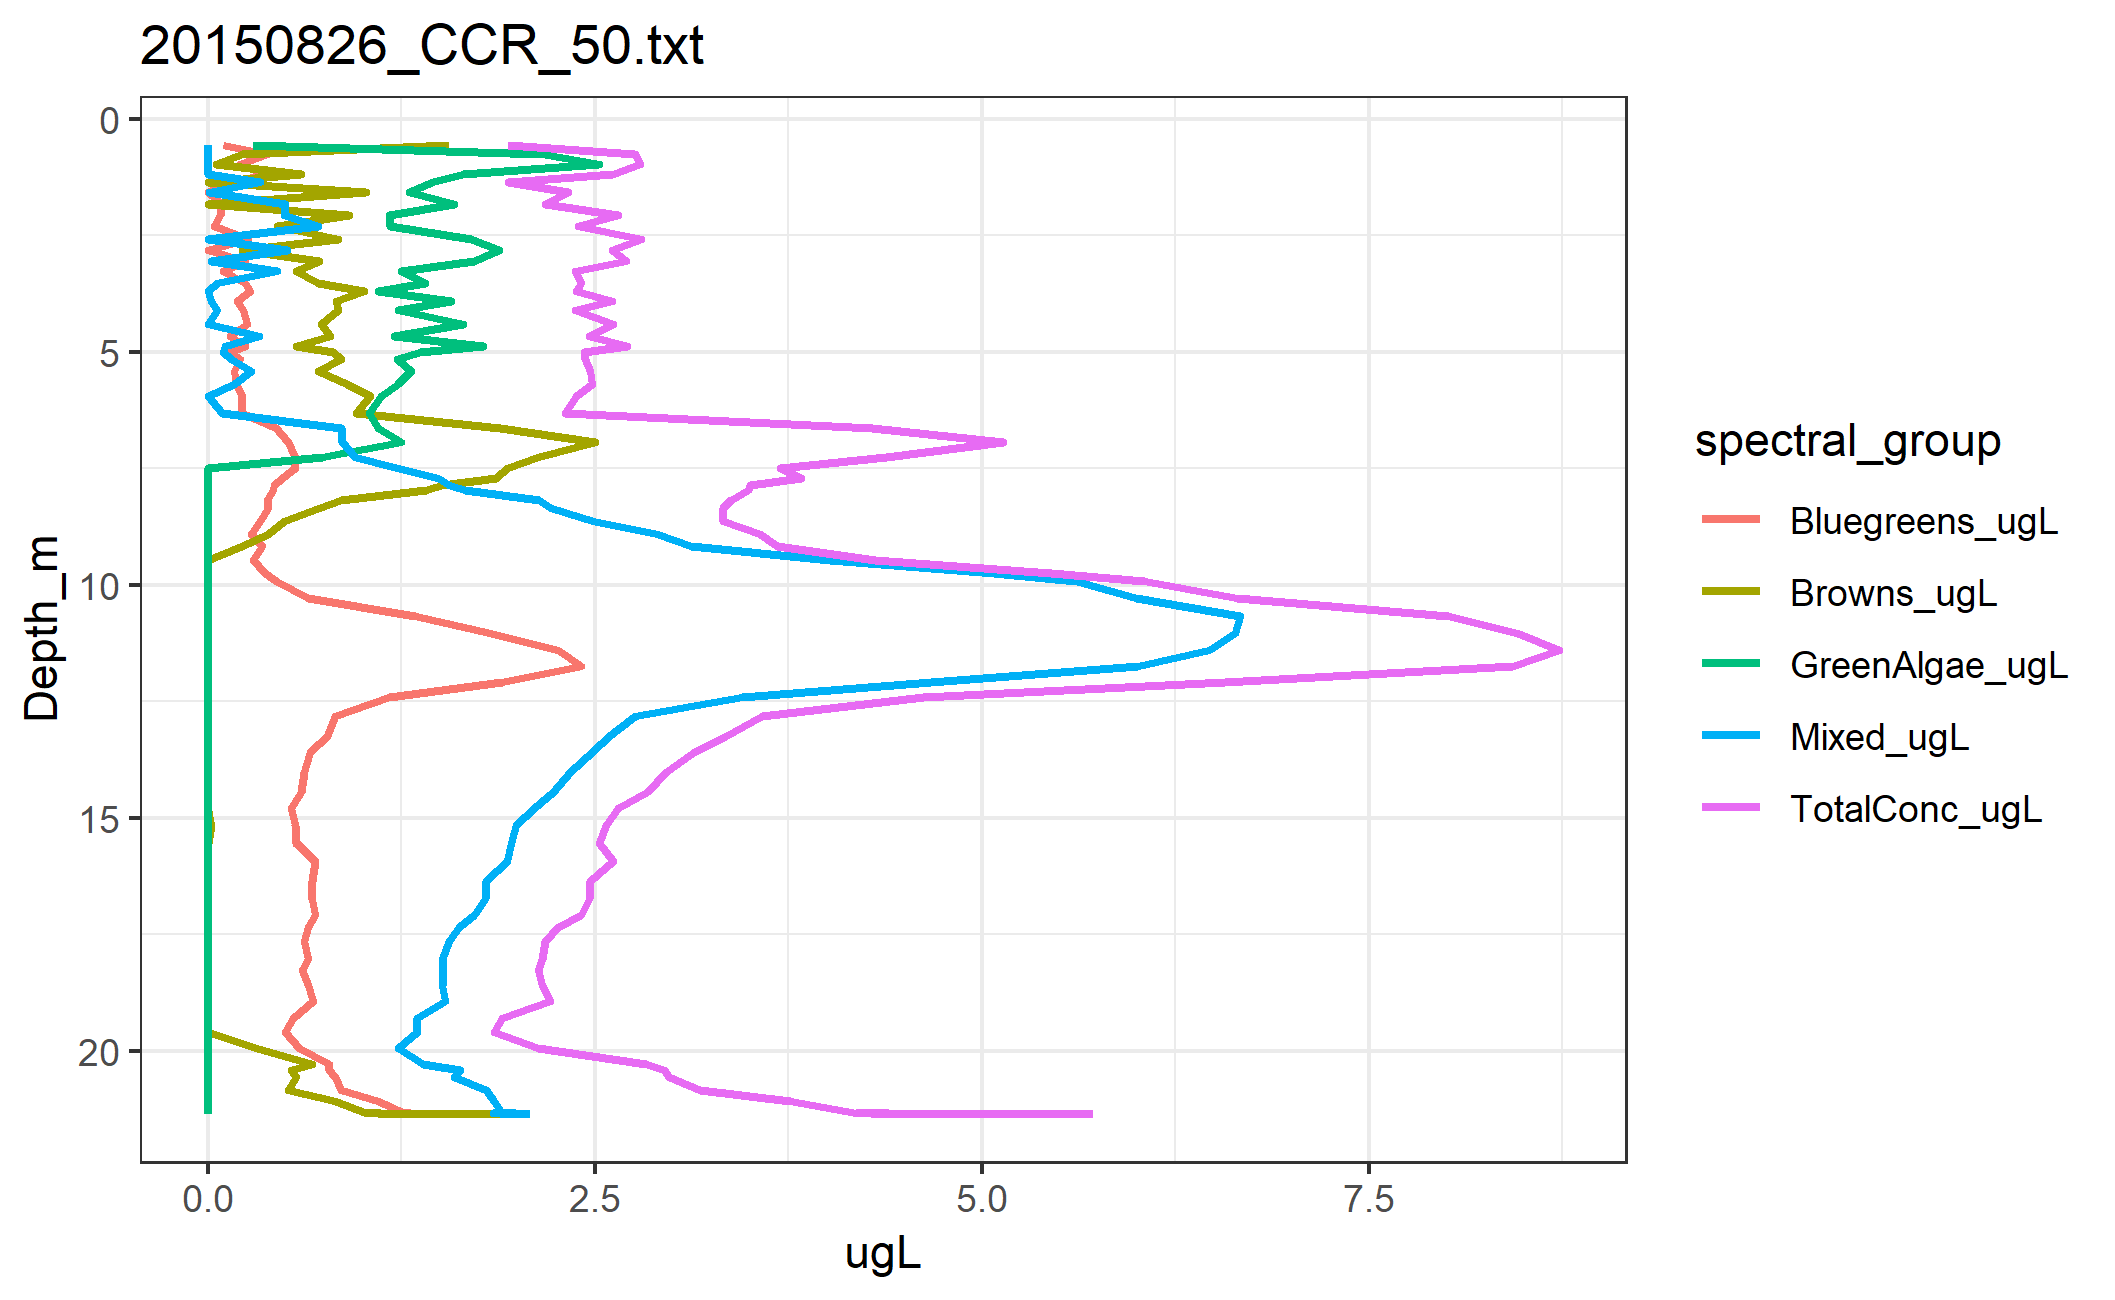 20150826_CCR_50.txt
0
5
10
15
20
Depth_m
0.0 2.5 5.0 7.5
ugL
spectral_group
Bluegreens_ugL
Browns_ugL
GreenAlgae_ugL
Mixed_ugL
TotalConc_ugL